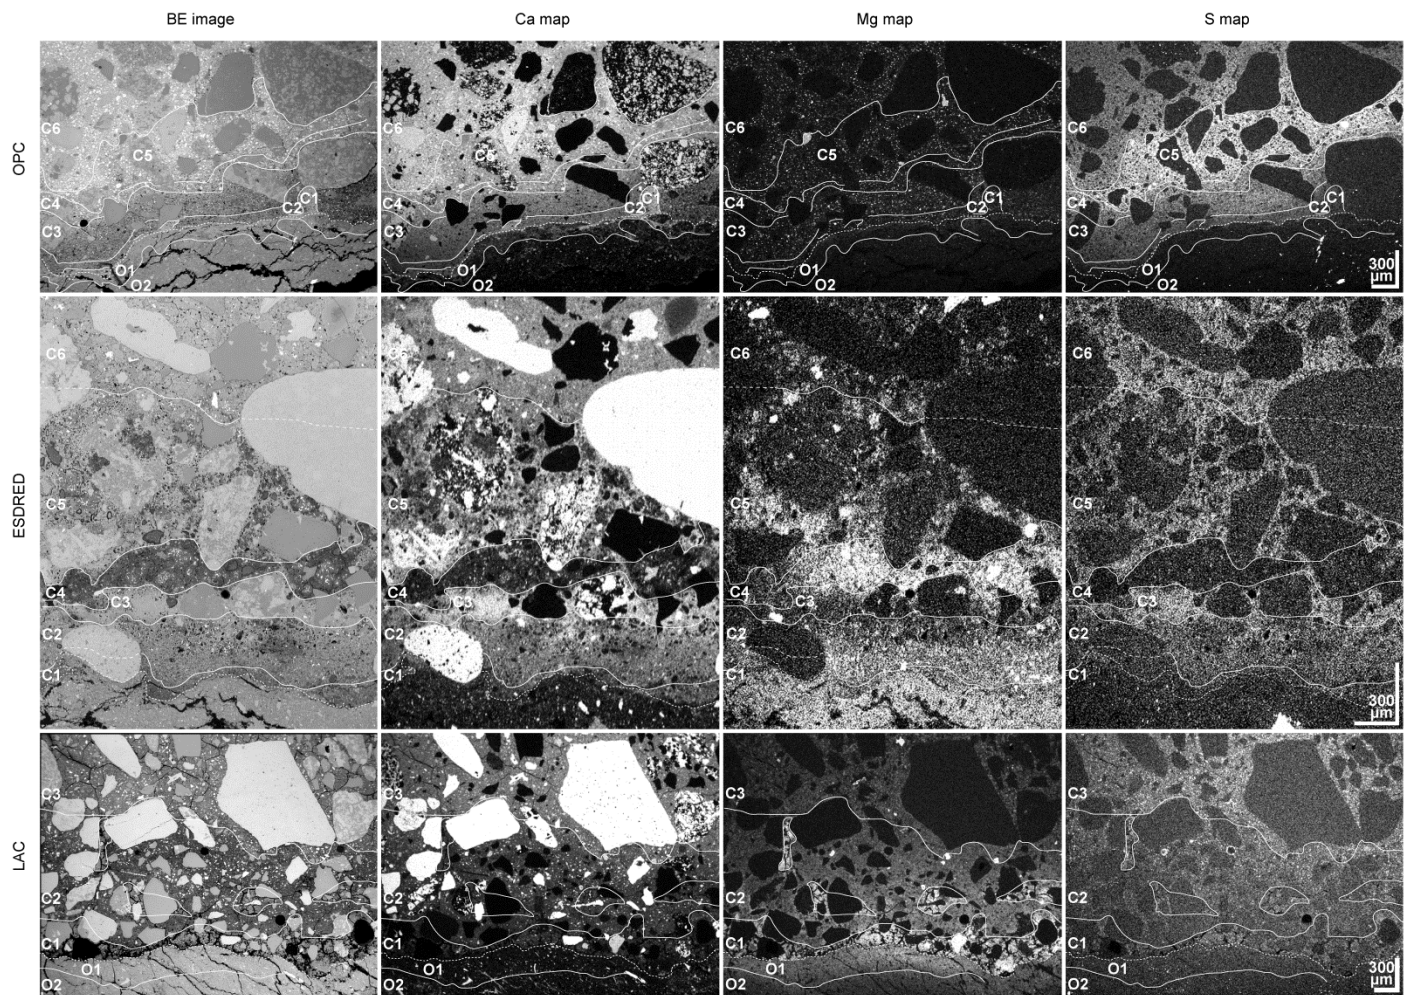 BE image Ca map Mg map S map
OPC
C6 C6 C6 C6
C5 C5 C5 C5
C4 C4 C4 C4
C1 C1 C1 C1
C2 C2 C2 C2
C3 C3 C3 C3
O1 O1 O1 O1
O2 O2 O2 O2
300
µm
ESDRED
C6 C6 C6 C6
C5 C5 C5 C5
C4 C3 C4 C3 C4 C3 C4 C3
C2 C2 C2 C2
C1 C1 C1 C1
300
µm
LAC
C3 C3 C3 C3
C2 C2 C2 C2
C1 C1 C1 C1
O1 O1 O1 O1
O2 O2 O2 O2
300
µm